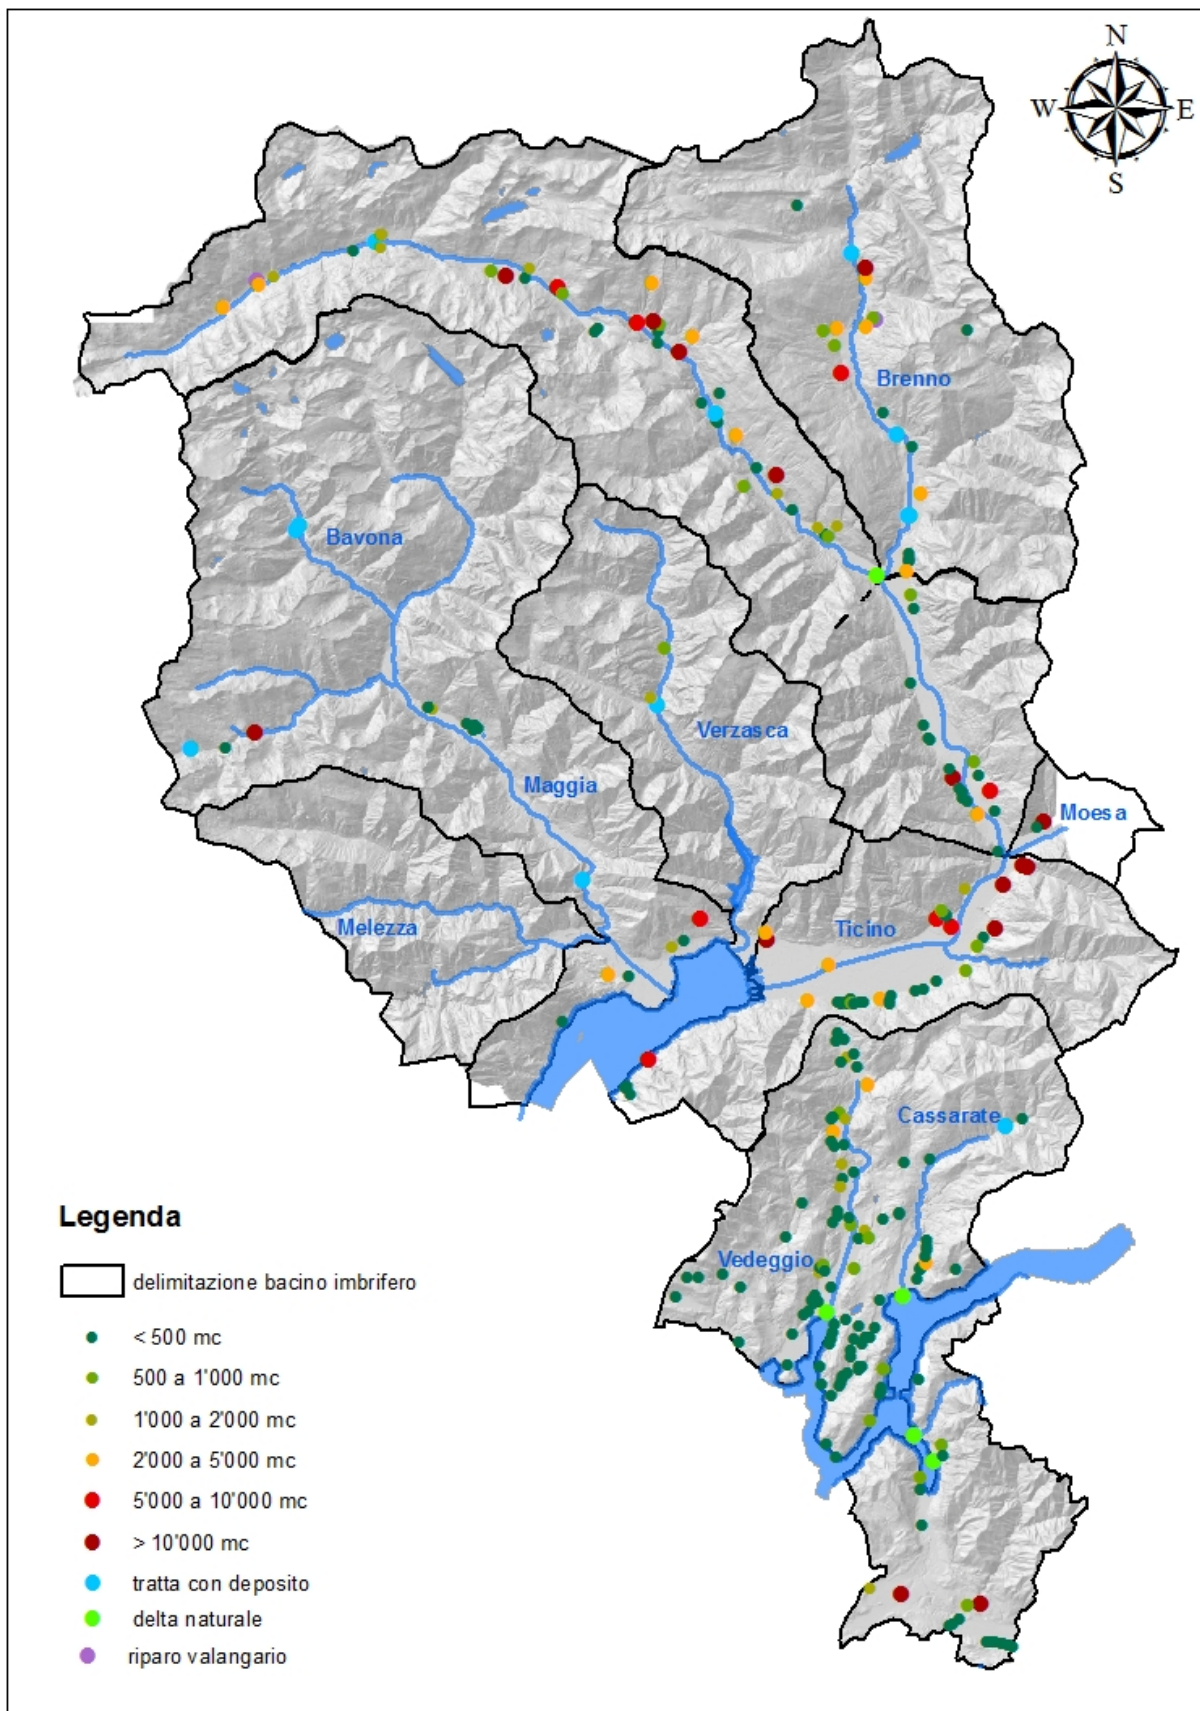 N
W E
S
Brenno
Bavona
Verzasca
Maggia
Moesa
Melezza
Ticino
Cassarate
Vedeggio
Legenda
delimitazione bacino imbrifero
< 500 mc
500 a 1'000 mc
1'000 a 2'000 mc
2'000 a 5'000 mc
5'000 a 10'000 mc
> 10'000 mc
tratta con deposito
delta naturale
riparo valangario